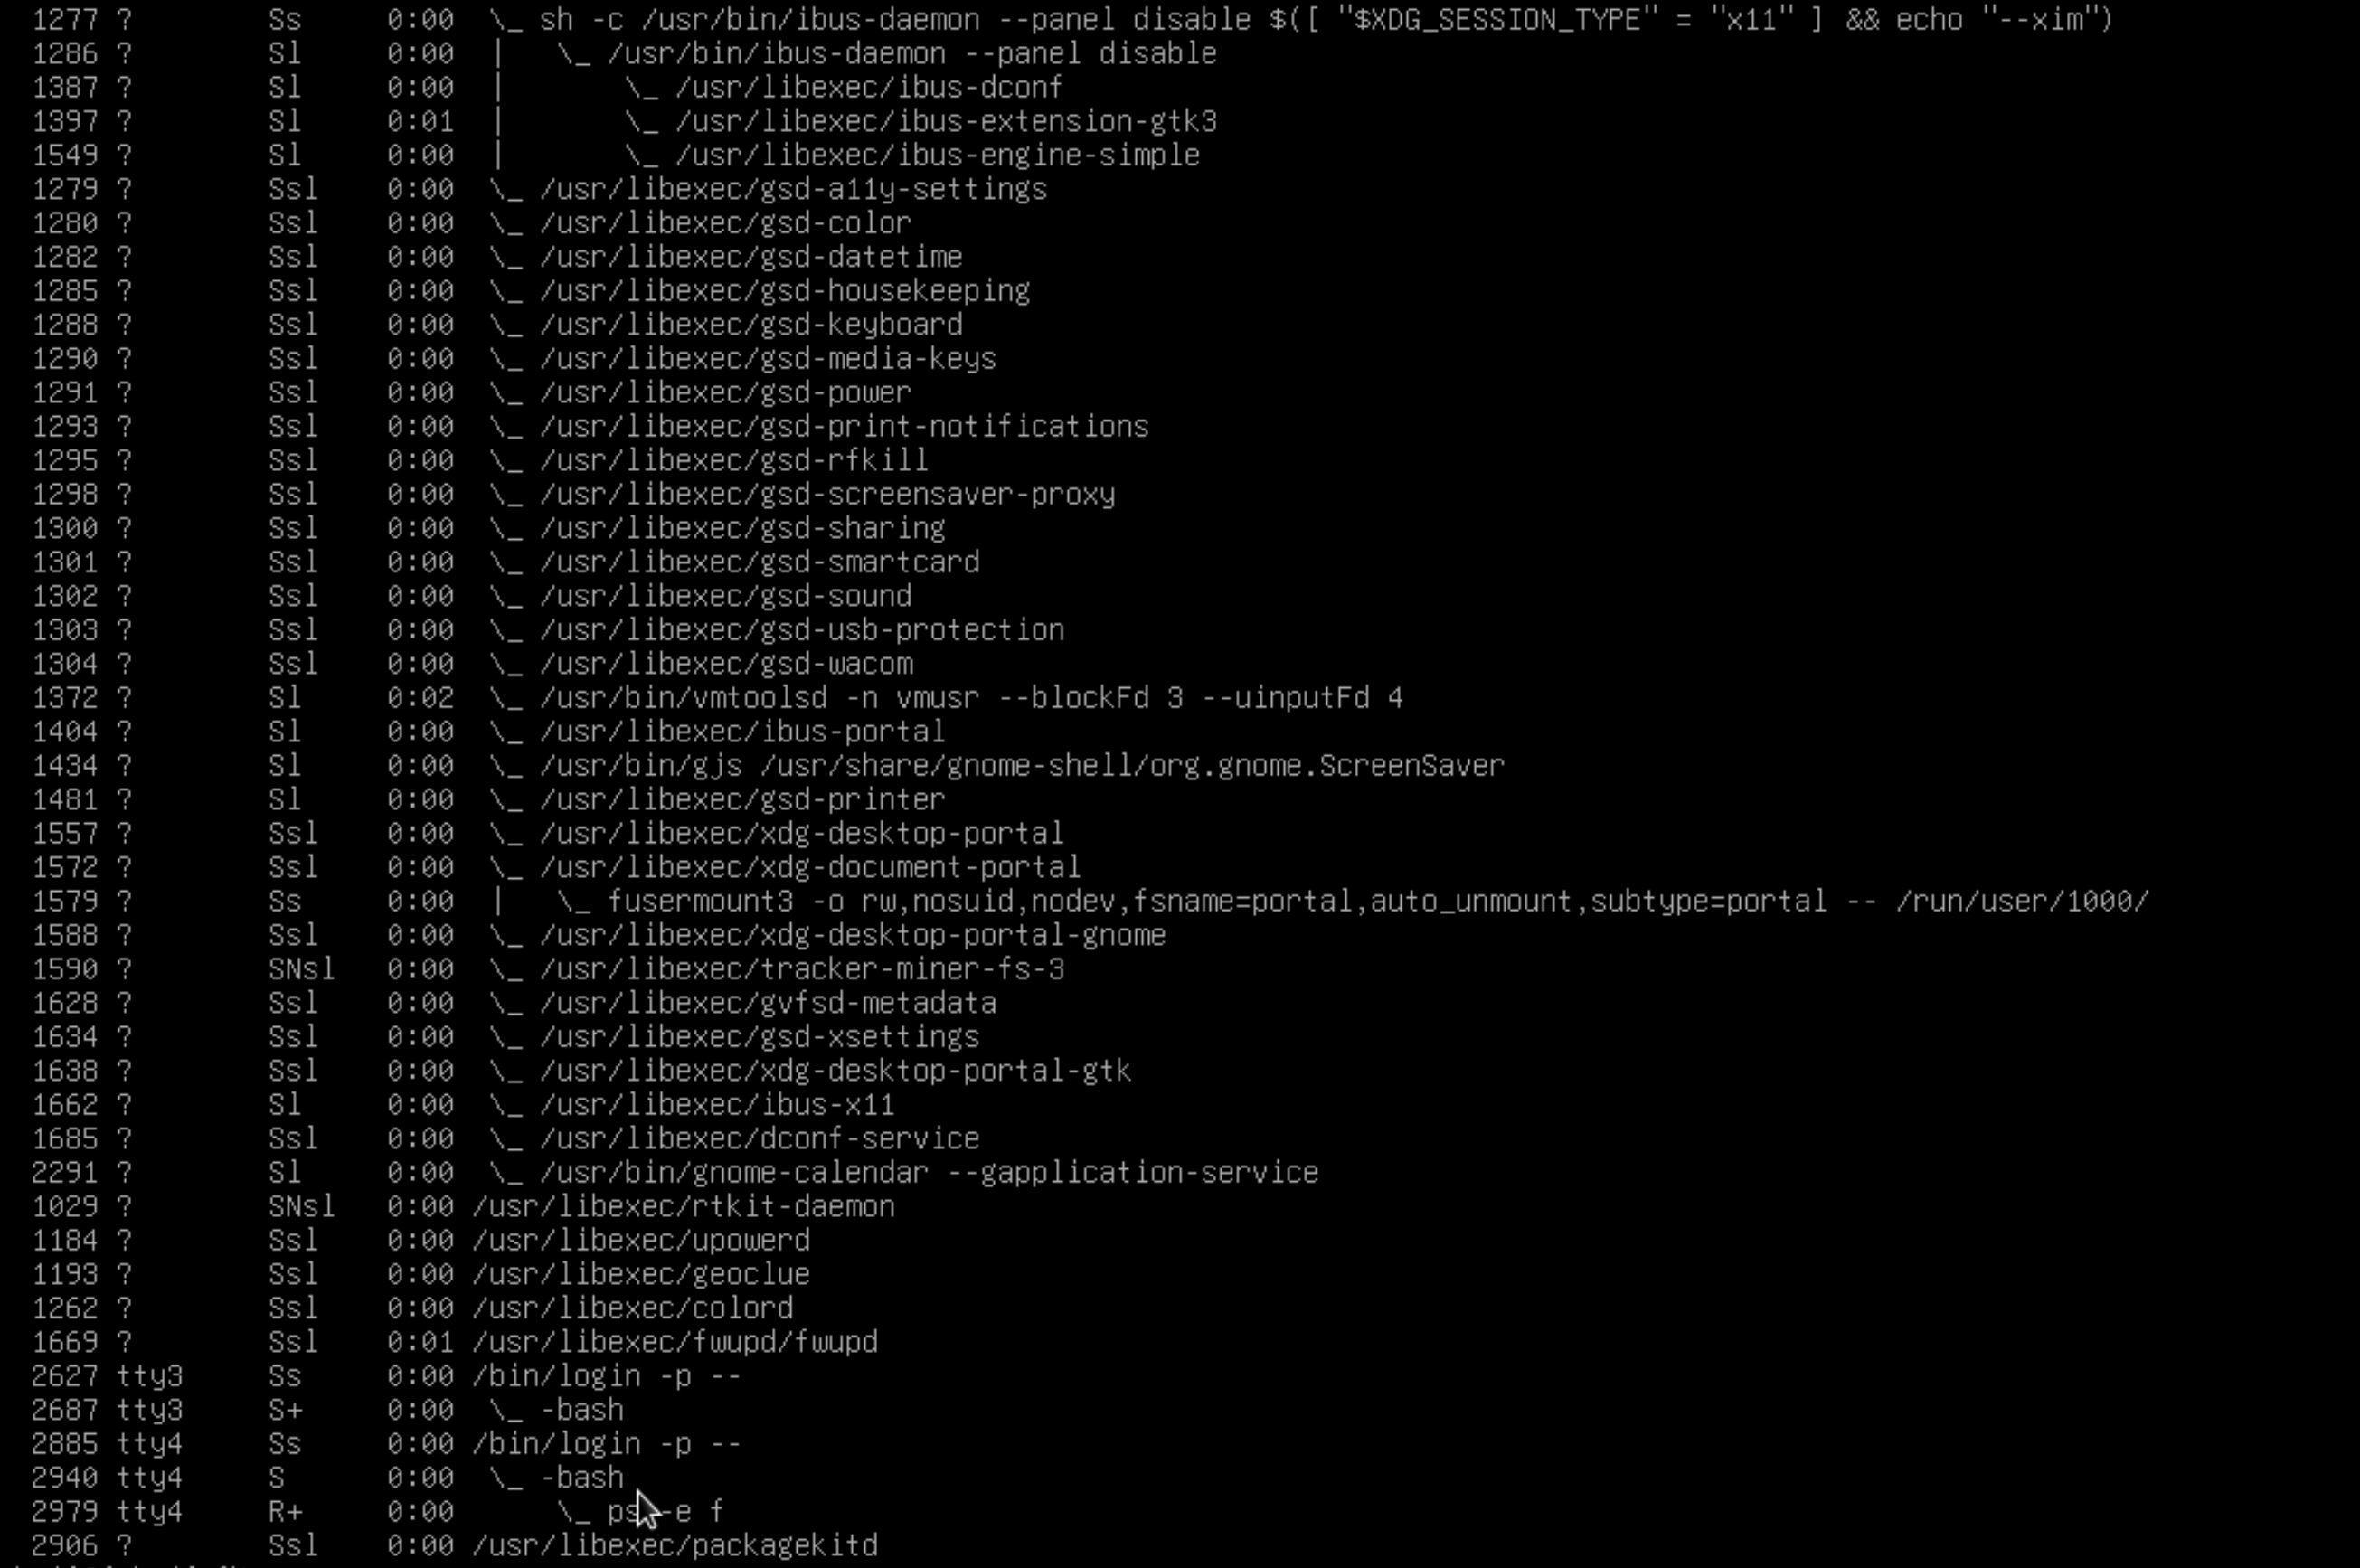 1277 ?        Ss     0:00  \_ sh -c /usr/bin/ibus-daemon --panel disable $([ "$XDG_SESSION_TYPE" = "x11" ] && echo "--xim")
1286 ?        Sl     0:00  |   \_ /usr/bin/ibus-daemon --panel disable
1387 ?        Sl     0:00  |       \_ /usr/libexec/ibus-dconf
1397 ?        Sl     0:01  |       \_ /usr/libexec/ibus-extension-gtk3
1549 ?        Sl     0:00  |       \_ /usr/libexec/ibus-engine-simple
1279 ?        Ssl    0:00  \_ /usr/libexec/gsd-a11y-settings
1280 ?        Ssl    0:00  \_ /usr/libexec/gsd-color
1282 ?        Ssl    0:00  \_ /usr/libexec/gsd-datetime
1285 ?        Ssl    0:00  \_ /usr/libexec/gsd-housekeeping
1288 ?        Ssl    0:00  \_ /usr/libexec/gsd-keyboard
1290 ?        Ssl    0:00  \_ /usr/libexec/gsd-media-keys
1291 ?        Ssl    0:00  \_ /usr/libexec/gsd-power
1293 ?        Ssl    0:00  \_ /usr/libexec/gsd-print-notifications
1295 ?        Ssl    0:00  \_ /usr/libexec/gsd-rfkill
1298 ?        Ssl    0:00  \_ /usr/libexec/gsd-screensaver-proxy
1300 ?        Ssl    0:00  \_ /usr/libexec/gsd-sharing
1301 ?        Ssl    0:00  \_ /usr/libexec/gsd-smartcard
1302 ?        Ssl    0:00  \_ /usr/libexec/gsd-sound
1303 ?        Ssl    0:00  \_ /usr/libexec/gsd-usb-protection
1304 ?        Ssl    0:00  \_ /usr/libexec/gsd-wacom
1372 ?        Sl     0:02  \_ /usr/bin/vmtoolsd -n vmusr --blockFd 3 --uinputFd 4
1404 ?        Sl     0:00  \_ /usr/libexec/ibus-portal
1434 ?        Sl     0:00  \_ /usr/bin/gjs /usr/share/gnome-shell/org.gnome.ScreenSaver
1481 ?        Sl     0:00  \_ /usr/libexec/gsd-printer
1557 ?        Ssl    0:00  \_ /usr/libexec/xdg-desktop-portal
1572 ?        Ssl    0:00  \_ /usr/libexec/xdg-document-portal
1579 ?        Ss     0:00  |   \_ fusermount3 -o rw,nosuid,nodev,fsname=portal,auto_unmount,subtype=portal -- /run/user/1000/
1588 ?        Ssl    0:00  \_ /usr/libexec/xdg-desktop-portal-gnome
1590 ?        SNsl   0:00  \_ /usr/libexec/tracker-miner-fs-3
1628 ?        Ssl    0:00  \_ /usr/libexec/gvfsd-metadata
1634 ?        Ssl    0:00  \_ /usr/libexec/gsd-xsettings
1638 ?        Ssl    0:00  \_ /usr/libexec/xdg-desktop-portal-gtk
1662 ?        Sl     0:00  \_ /usr/libexec/ibus-x11
1685 ?        Ssl    0:00  \_ /usr/libexec/dconf-service
2291 ?        Sl     0:00  \_ /usr/bin/gnome-calendar --gapplication-service
1029 ?        SNsl   0:00 /usr/libexec/rtkit-daemon
1184 ?        Ssl    0:00 /usr/libexec/upowerd
1193 ?        Ssl    0:00 /usr/libexec/geoclue
1262 ?        Ssl    0:00 /usr/libexec/colord
1669 ?        Ssl    0:01 /usr/libexec/fwupd/fwupd
2627 tty3     Ss     0:00 /bin/login -p --
2687 tty3     S+     0:00  \_ -bash
2885 tty4     Ss     0:00 /bin/login -p --
2940 tty4     S      0:00  \_ -bash
2979 tty4     R+     0:00      \_ ps -e f
2906 ?        Ssl    0:00 /usr/libexec/packagekitd